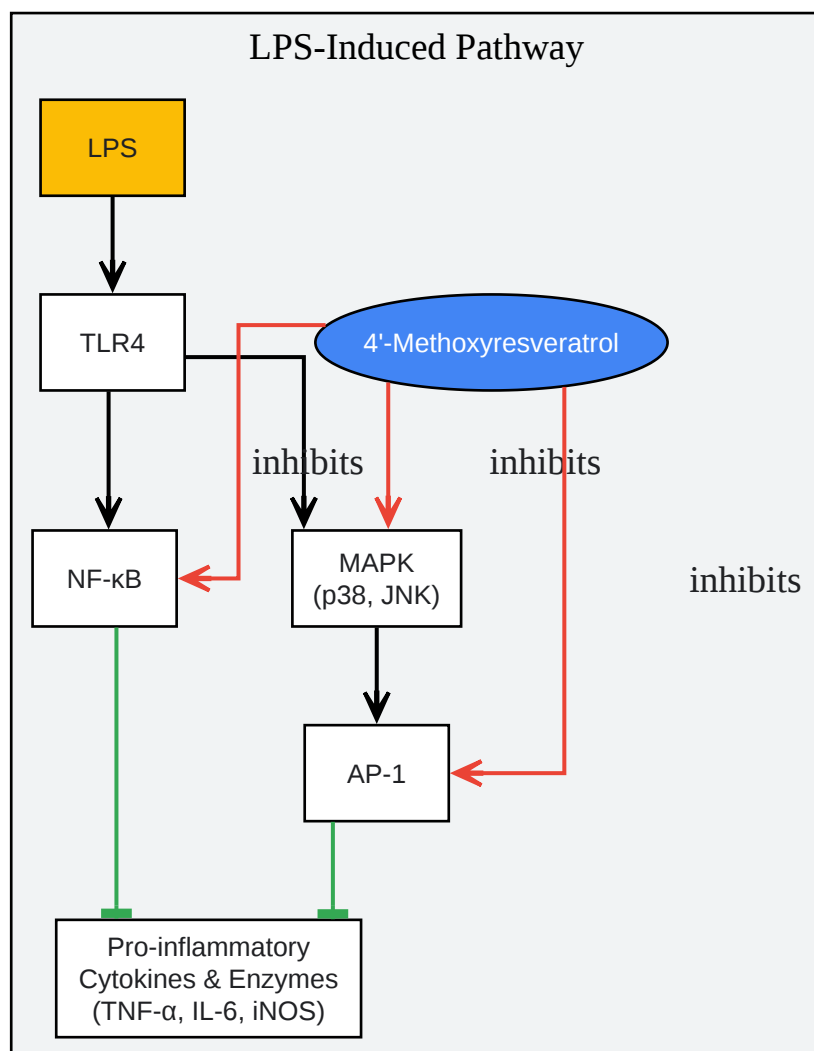 LPS-Induced Pathway
LPS
TLR4
4'-Methoxyresveratrol
inhibits
inhibits
NF-κB
MAPK
(p38, JNK)
inhibits
AP-1
Pro-inflammatory
Cytokines & Enzymes
(TNF-α, IL-6, iNOS)